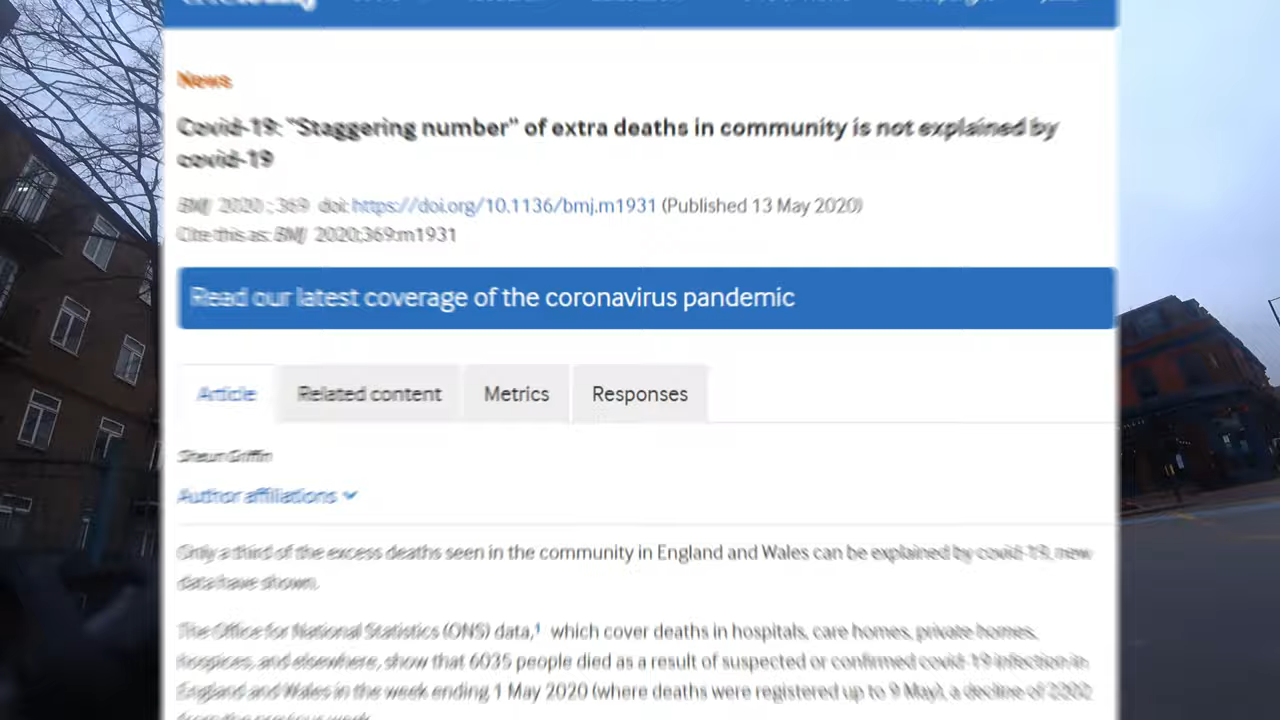 News
Covid-19: "Staggering number" of extra deaths in community is not explained by
covid-19
BMJ 2020 ; 369 doi: https://doi.org/10.1136/bmj.m1931 (Published 13 May 2020)
Cite this as: BMJ 2020;369:m1931
Read our latest coverage of the coronavirus pandemic
Article Related content Metrics Responses
Shaun Griffin
Author affiliations
Only a third of the excess deaths seen in the community in England and Wales can be explained by covid-19, new
data have shown.
The Office for National Statistics (ONS) data,1 which cover deaths in hospitals, care homes, private homes,
hospices, and elsewhere, show that 6035 people died as a result of suspected or confirmed covid-19 infection in
England and Wales in the week ending 1 May 2020 (where deaths were registered up to 9 May), a decline of 2202
from the previous week.